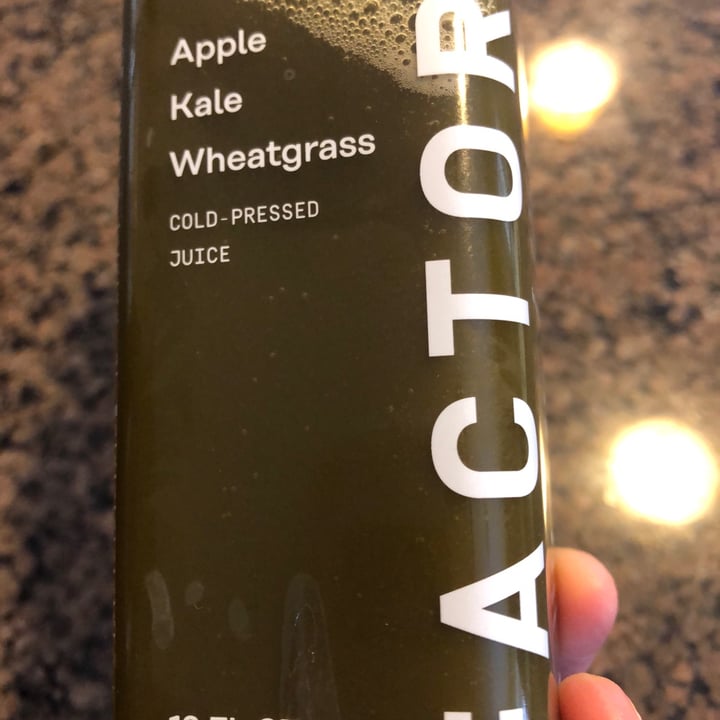 Apple
Kale
Wheatgrass
COLD-PRESSED
JUICE
ACTOR